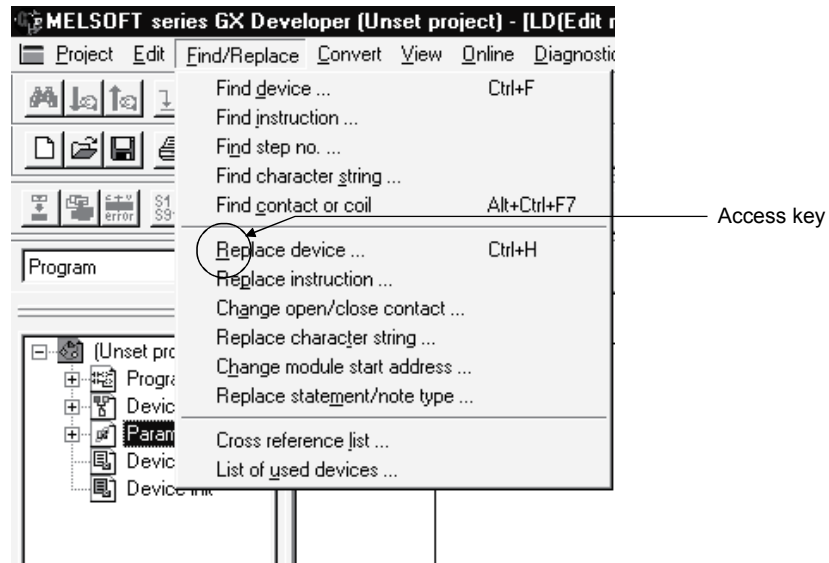 MELSOFT series GX Developer (Unset project) - [LD(Edit
Project Edit Find/Replace Convert View Online Diagnostic
Find device ... Ctrl+F
Find instruction ...
Find step no. ...
Find character string ...
error S1
Find contact or coil Alt+Ctrl+F7
Access key
Replace device ... Ctrl+H
Program
Replace instruction ...
Change open/close contact ...
Replace character string ...
(Unset pro
Change module start address ...
Progra
Replace statement/note type ...
Devic
Param
Cross reference list ...
Devic
List of used devices ...
Device